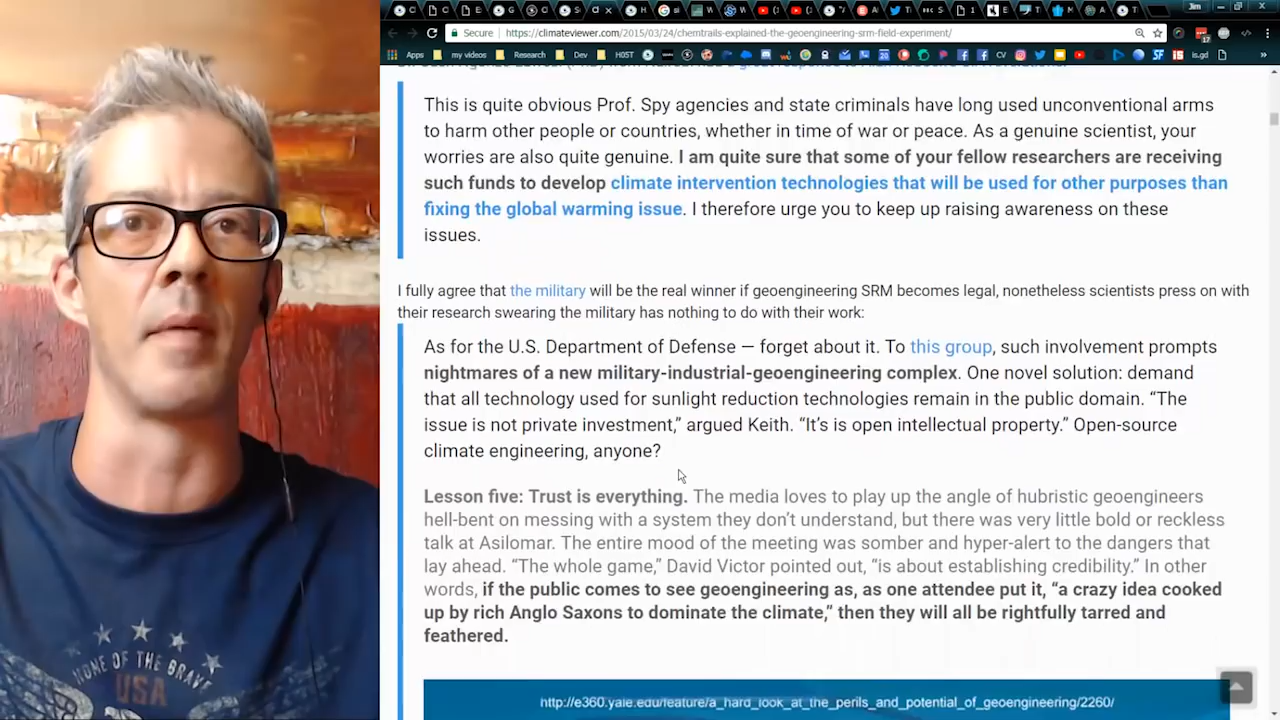 Jim
Secure
https://climateviewer.com/2015/03/24/chemtrails-explained-the-geoengineering-srm-field-experiment/
Apps my videos Research Dev H05T CV is.gd
This is quite obvious Prof. Spy agencies and state criminals have long used unconventional arms
to harm other people or countries, whether in time of war or peace. As a genuine scientist, your
worries are also quite genuine. I am quite sure that some of your fellow researchers are receiving
such funds to develop climate intervention technologies that will be used for other purposes than
fixing the global warming issue. I therefore urge you to keep up raising awareness on these
issues.
I fully agree that the military will be the real winner if geoengineering SRM becomes legal, nonetheless scientists press on with
their research swearing the military has nothing to do with their work:
As for the U.S. Department of Defense — forget about it. To this group, such involvement prompts
nightmares of a new military-industrial-geoengineering complex. One novel solution: demand
that all technology used for sunlight reduction technologies remain in the public domain. “The
issue is not private investment,” argued Keith. “It’s is open intellectual property.” Open-source
climate engineering, anyone?
Lesson five: Trust is everything. The media loves to play up the angle of hubristic geoengineers
hell-bent on messing with a system they don’t understand, but there was very little bold or reckless
talk at Asilomar. The entire mood of the meeting was somber and hyper-alert to the dangers that
lay ahead. “The whole game,” David Victor pointed out, “is about establishing credibility.” In other
words, if the public comes to see geoengineering as, as one attendee put it, “a crazy idea cooked
up by rich Anglo Saxons to dominate the climate,” then they will all be rightfully tarred and
feathered.
http://e360.yale.edu/feature/a_hard_look_at_the_perils_and_potential_of_geoengineering/2260/
HOME OF THE BRAVE
USA